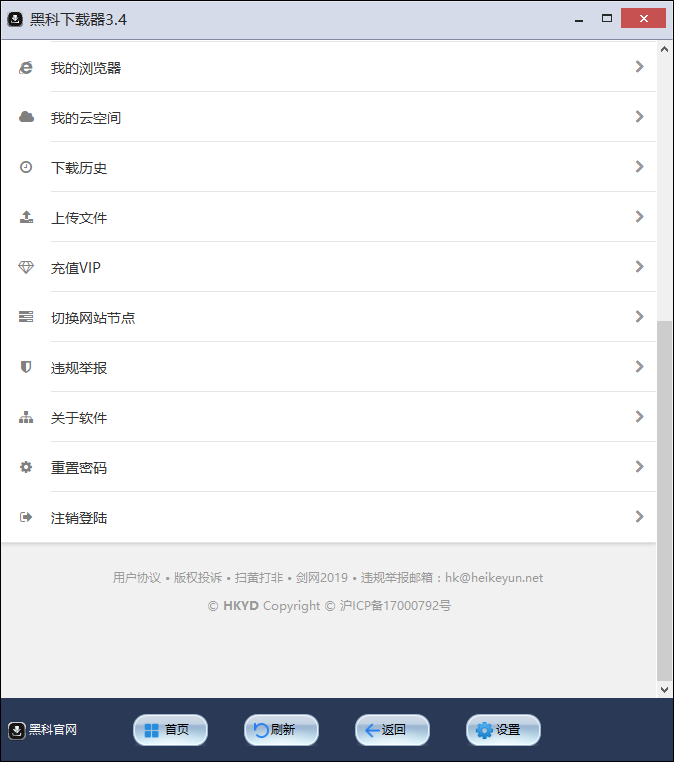 黑科下载器3.4
我的浏览器
我的云空间
下载历史
上传文件
充值VIP
切换网站节点
违规举报
关于软件
重置密码
注销登陆
用户协议 • 版权投诉 • 扫黄打非 • 剑网2019 • 违规举报邮箱：hk@heikeyun.net
© HKYD Copyright © 沪ICP备17000792号
黑科官网 首页 刷新 返回 设置